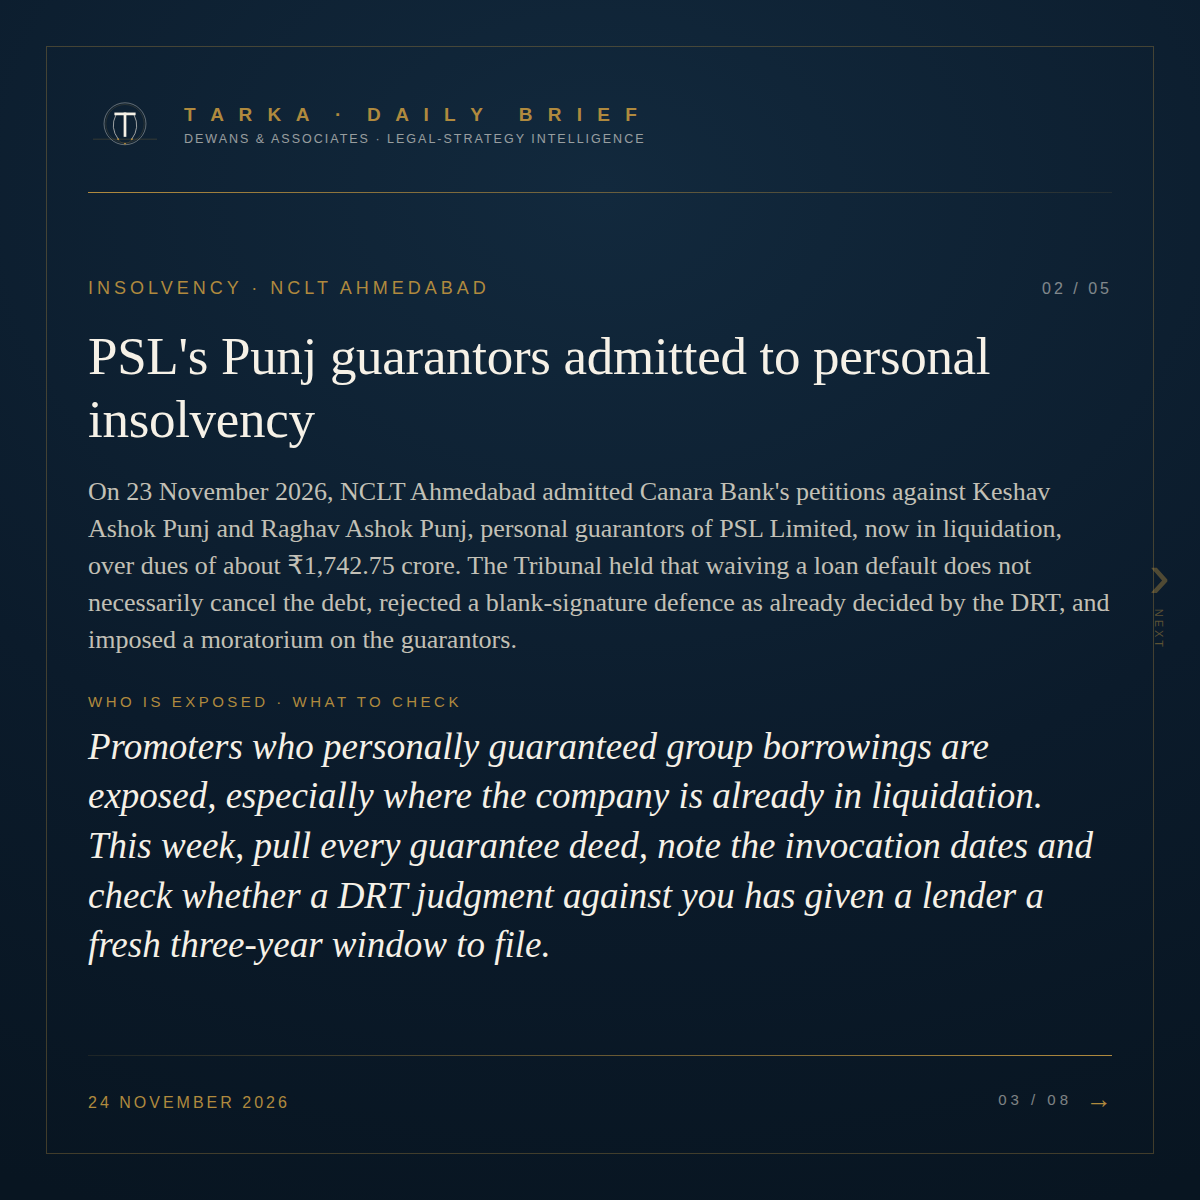 TARKA · DAILY BRIEF
DEWANS & ASSOCIATES · LEGAL-STRATEGY INTELLIGENCE
INSOLVENCY · NCLT AHMEDABAD
02 / 05
PSL's Punj guarantors admitted to personal
insolvency
On 23 November 2026, NCLT Ahmedabad admitted Canara Bank's petitions against Keshav
Ashok Punj and Raghav Ashok Punj, personal guarantors of PSL Limited, now in liquidation,
over dues of about ₹1,742.75 crore. The Tribunal held that waiving a loan default does not
necessarily cancel the debt, rejected a blank-signature defence as already decided by the DRT, and
imposed a moratorium on the guarantors.
NEXT
WHO IS EXPOSED · WHAT TO CHECK
Promoters who personally guaranteed group borrowings are
exposed, especially where the company is already in liquidation.
This week, pull every guarantee deed, note the invocation dates and
check whether a DRT judgment against you has given a lender a
fresh three-year window to file.
24 NOVEMBER 2026
03 / 08 →